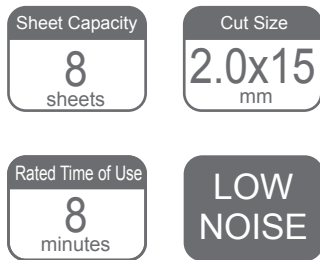 Sheet Capacity
8
sheets
Cut Size
2.0x15
mm
Rated Time of Use
8
minutes
LOW
NOISE